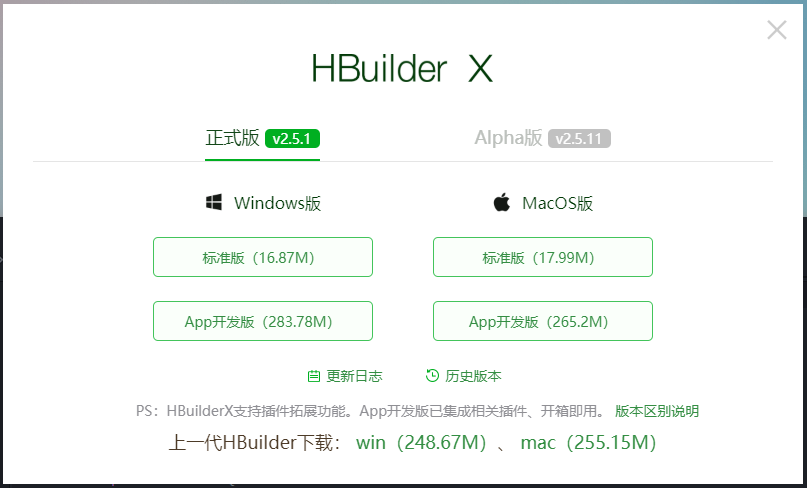 HBuilder X
正式版 v2.5.1 Alpha版 v2.5.11
Windows版 MacOS版
标准版（16.87M） 标准版（17.99M）
App开发版（283.78M） App开发版（265.2M）
更新日志 历史版本
PS：HBuilderX支持插件拓展功能。App开发版已集成相关插件、开箱即用。 版本区别说明
上一代HBuilder下载： win（248.67M）、 mac（255.15M）